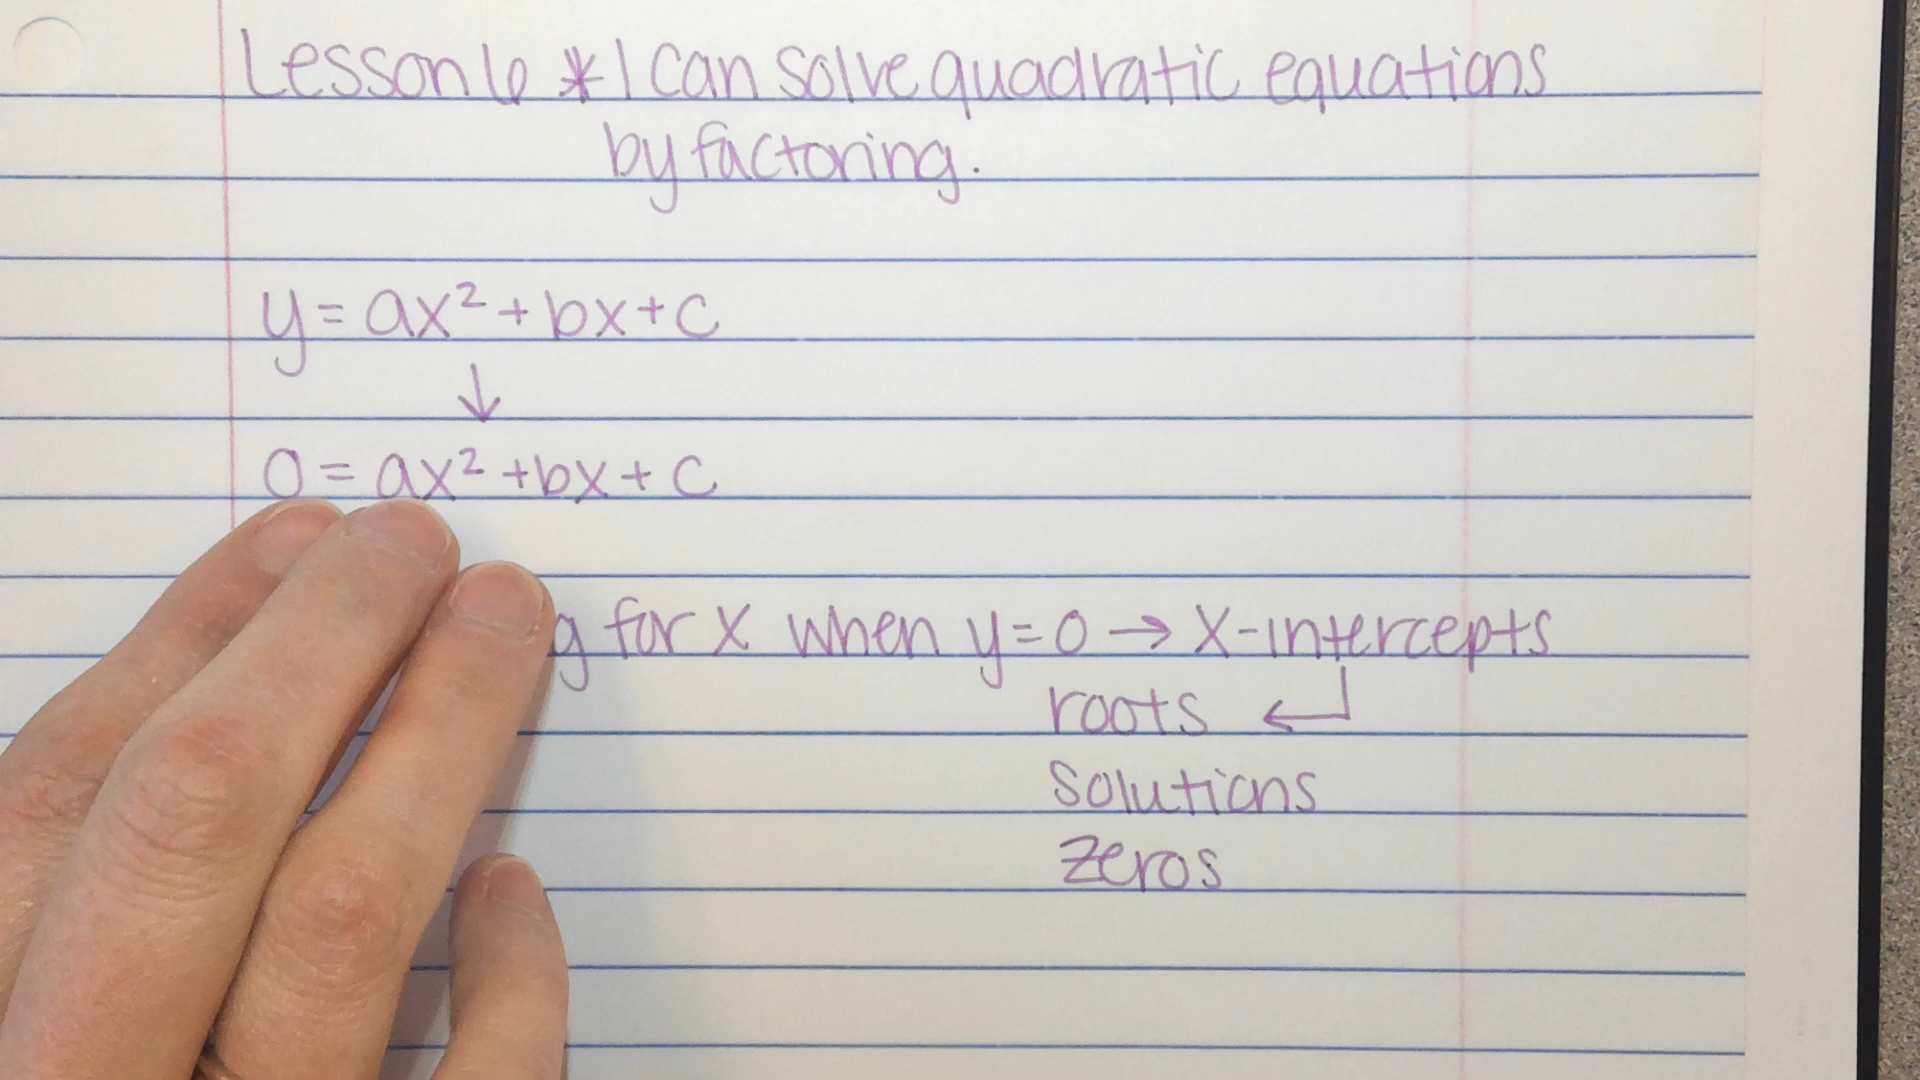 Lesson 6 * I can solve quadratic equations
by factoring.
y = ax² + bx + c
↓
0 = ax² + bx + c
for x when y = 0 → x-intercepts
roots ↵
solutions
zeros